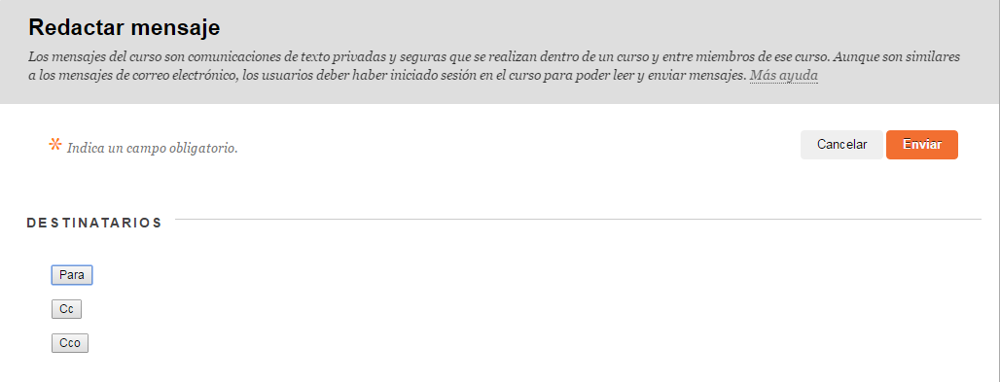 Redactar mensaje
Los mensajes del curso son comunicaciones de texto privadas y seguras que se realizan dentro de un curso y entre miembros de ese curso. Aunque son similares
a los mensajes de correo electrónico, los usuarios deber haber iniciado sesión en el curso para poder leer y enviar mensajes. Más ayuda
* Indica un campo obligatorio.
Cancelar Enviar
DESTINATARIOS
Para
Cc
Cco